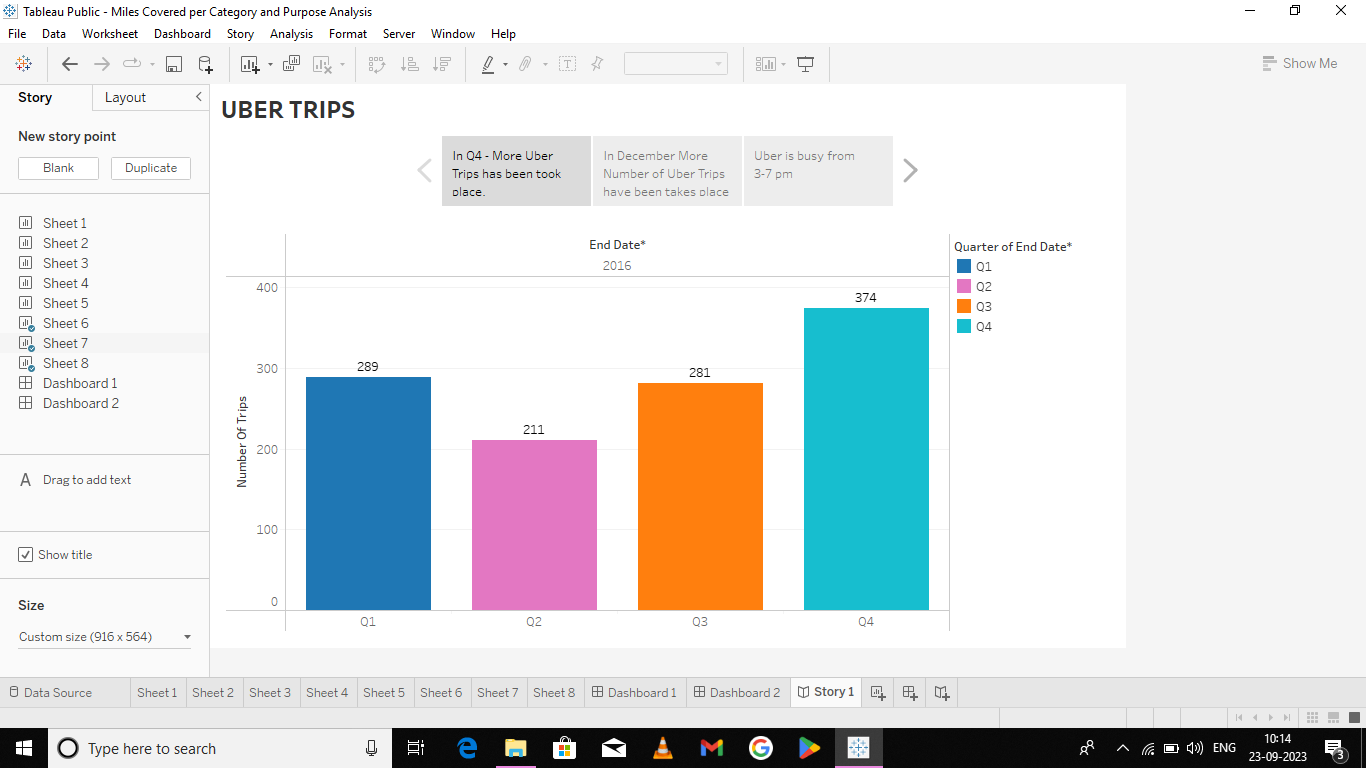 Tableau Public - Miles Covered per Category and Purpose Analysis
File Data Worksheet Dashboard Story Analysis Format Server Window Help
Show Me
Story Layout
New story point
Blank Duplicate
Sheet 1
Sheet 2
Sheet 3
Sheet 4
Sheet 5
Sheet 6
Sheet 7
Sheet 8
Dashboard 1
Dashboard 2
A Drag to add text
Show title
Size
Custom size (916 x 564)
UBER TRIPS
In Q4 - More Uber
Trips has been took
place.
In December More
Number of Uber Trips
have been takes place
Uber is busy from
3-7 pm
End Date*
2016
Number Of Trips
400
300
200
100
0
289
211
281
374
Q1 Q2 Q3 Q4
Quarter of End Date*
Q1
Q2
Q3
Q4
Data Source Sheet 1 Sheet 2 Sheet 3 Sheet 4 Sheet 5 Sheet 6 Sheet 7 Sheet 8 Dashboard 1 Dashboard 2 Story 1
Type here to search
ENG
10:14
23-09-2023
3